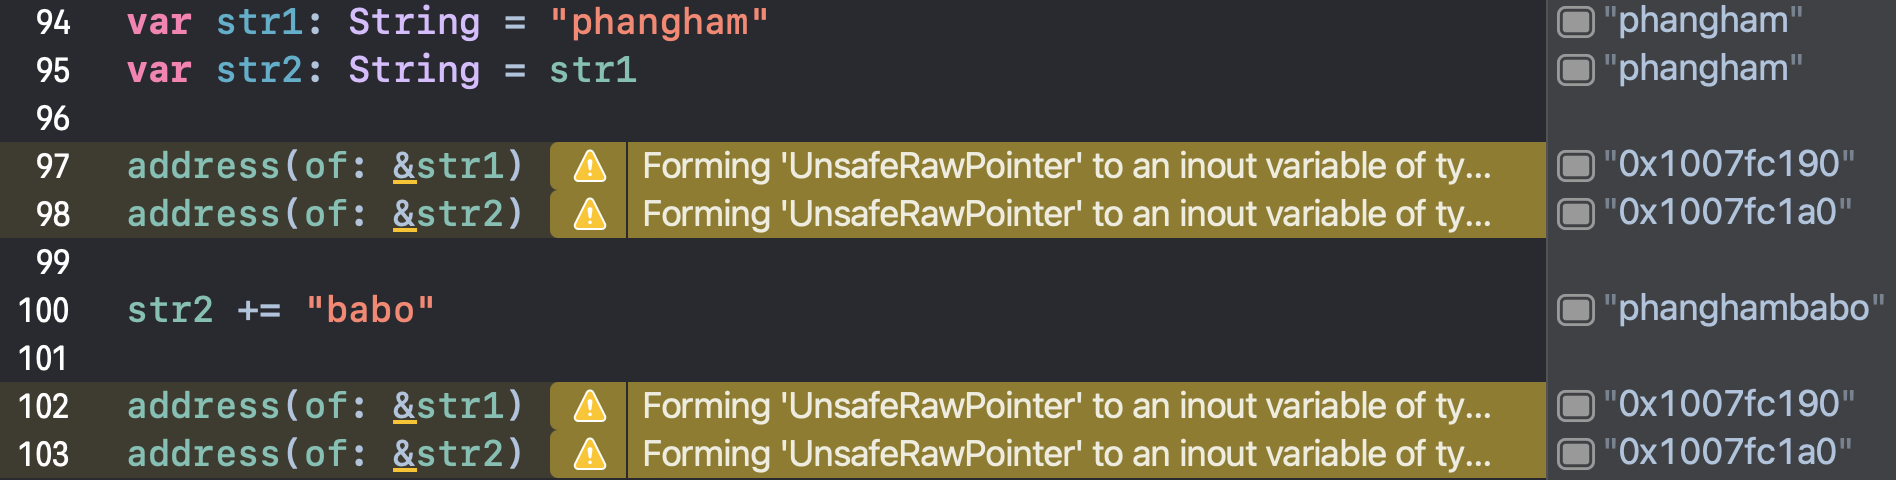 94 var str1: String = "phangham" "phangham"
95 var str2: String = str1 "phangham"
96
97 address(of: &str1) Forming 'UnsafeRawPointer' to an inout variable of ty... "0x1007fc190"
98 address(of: &str2) Forming 'UnsafeRawPointer' to an inout variable of ty... "0x1007fc1a0"
99
100 str2 += "babo" "phanghambabo"
101
102 address(of: &str1) Forming 'UnsafeRawPointer' to an inout variable of ty... "0x1007fc190"
103 address(of: &str2) Forming 'UnsafeRawPointer' to an inout variable of ty... "0x1007fc1a0"